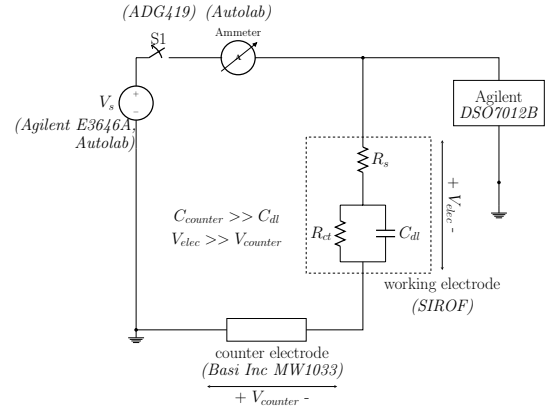 (ADG419) (Autolab)
S1
Ammeter
A
+
-
V_s
(Agilent E3646A,
Autolab)
Agilent
DSO7012B
R_s
+ V_elec -
C_counter >> C_dl
V_elec >> V_counter
R_ct
C_dl
working electrode
(SIROF)
counter electrode
(Basi Inc MW1033)
+ V_counter -